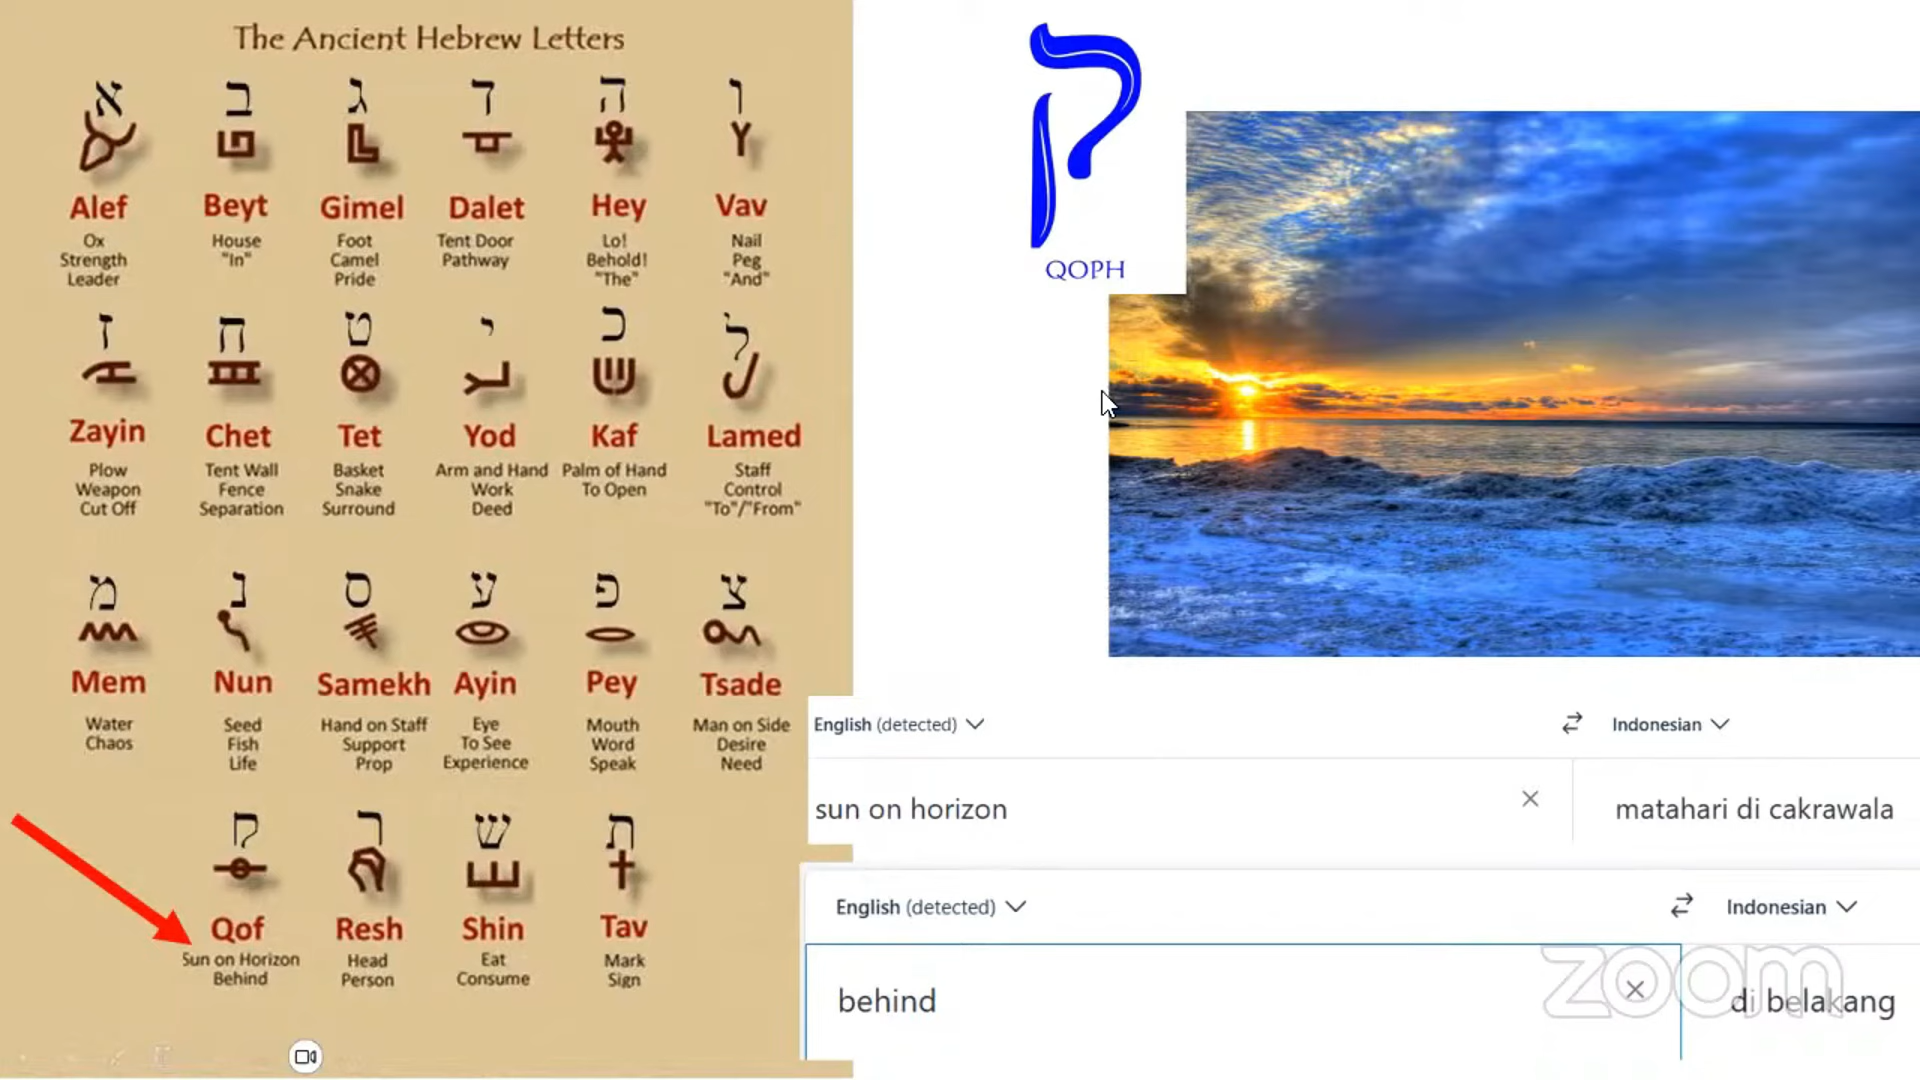 The Ancient Hebrew Letters
א ב ג ד ה ו
Alef Beyt Gimel Dalet Hey Vav
Ox House Foot Tent Door Lo! Nail
Strength "In" Camel Pathway Behold! Peg
Leader Pride "The" "And"
ז ח ט י כ ל
Zayin Chet Tet Yod Kaf Lamed
Plow Tent Wall Basket Arm and Hand Palm of Hand Staff
Weapon Fence Snake Work To Open Control
Cut Off Separation Surround Deed "To"/"From"
מ נ ס ע פ צ
Mem Nun Samekh Ayin Pey Tsade
Water Seed Hand on Staff Eye Mouth Man on Side
Chaos Fish Support To See Word Desire
Life Prop Experience Speak Need
ק ר ש ת
Qof Resh Shin Tav
Sun on Horizon Head Eat Mark
Behind Person Consume Sign
ק
QOPH
English (detected) Indonesian
sun on horizon matahari di cakrawala
English (detected) Indonesian
behind di belakang
zoom